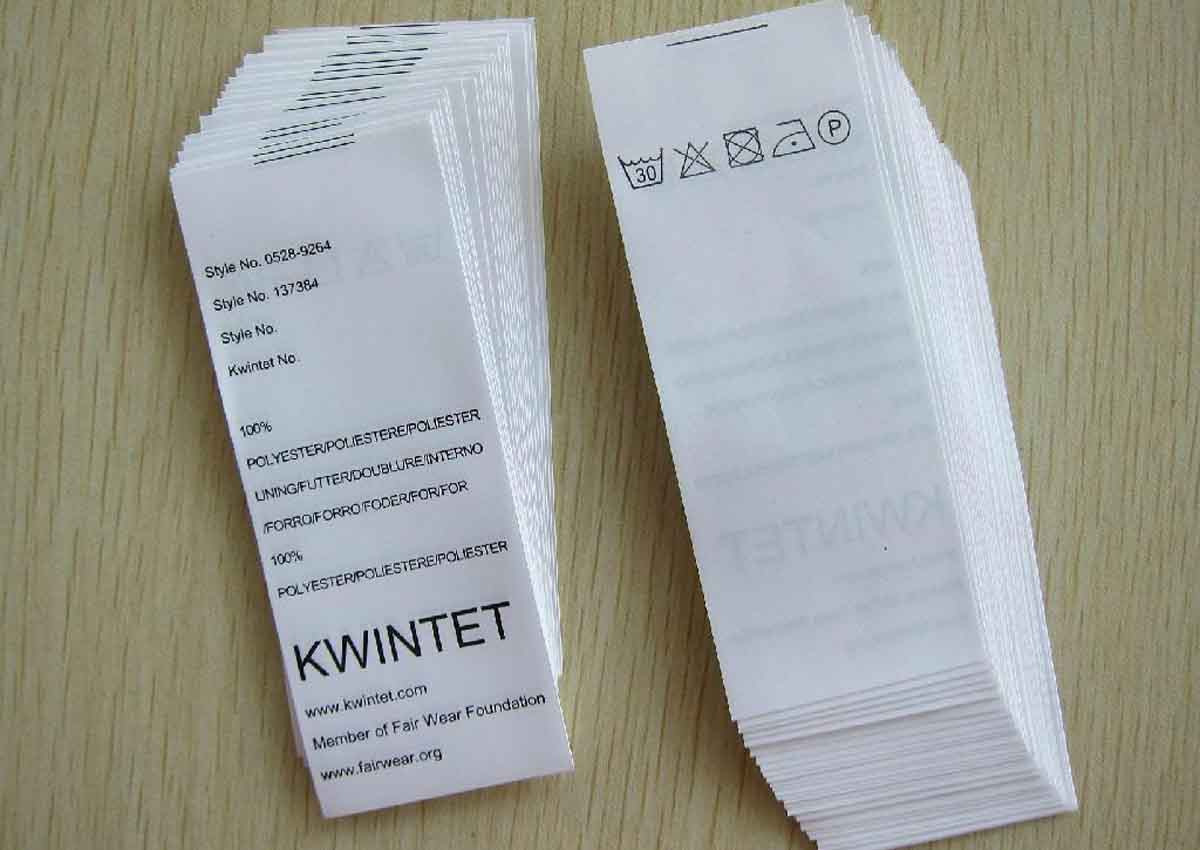 Style No. 0528-9264
Style No. 137384
Style No.
Kwintet No.
100%
POLYESTER/POLIESTERE/POLIESTER
LINING/FUTTER/DOUBLURE/INTERNO
/FORRO/FORRO/FODER/FOR/FOR
100%
POLYESTER/POLIESTERE/POLIESTER
KWINTET
www.kwintet.com
Member of Fair Wear Foundation
www.fairwear.org
30
P